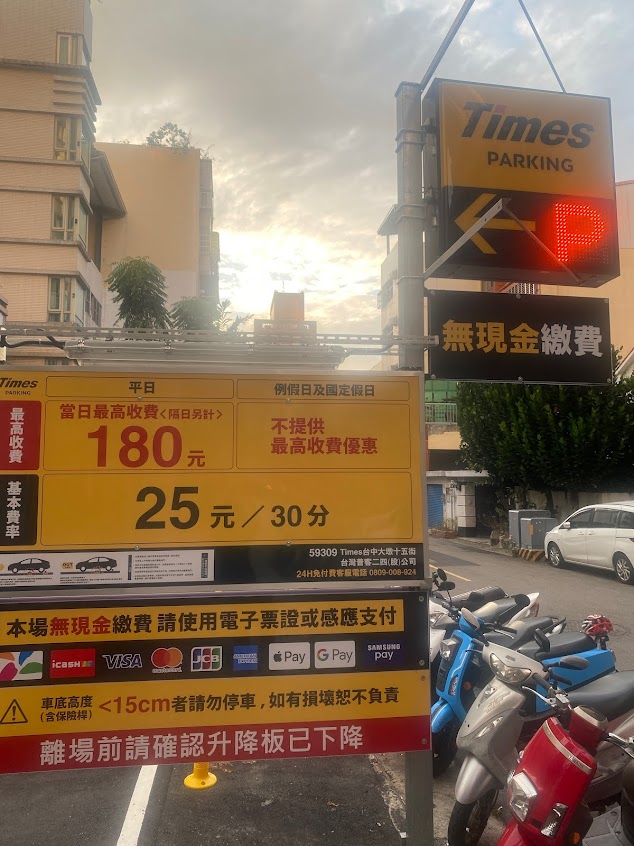 Times
PARKING
P
無現金繳費
Times
PARKING
平日
例假日及國定假日
最高收費
當日最高收費<隔日另計>
180元
不提供
最高收費優惠
基本費率
25元／30分
59309 Times台中大墩十五街
台灣普客二四(股)公司
24H免付費客服電話 0809-008-924
本場無現金繳費 請使用電子票證或感應支付
iCASH
VISA
JCB
AMERICAN EXPRESS
Apple Pay
G Pay
SAMSUNG pay
車底高度
(含保險桿)
<15cm者請勿停車，如有損壞恕不負責
離場前請確認升降板已下降